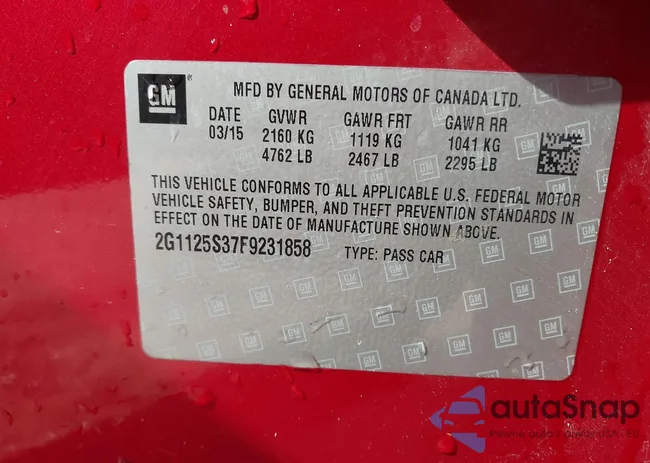 GM
MFD BY GENERAL MOTORS OF CANADA LTD.
DATE GVWR GAWR FRT GAWR RR
03/15 2160 KG 1119 KG 1041 KG
4762 LB 2467 LB 2295 LB
THIS VEHICLE CONFORMS TO ALL APPLICABLE U.S. FEDERAL MOTOR
VEHICLE SAFETY, BUMPER, AND THEFT PREVENTION STANDARDS IN
EFFECT ON THE DATE OF MANUFACTURE SHOWN ABOVE.
2G1125S37F9231858 TYPE: PASS CAR
autaSnap